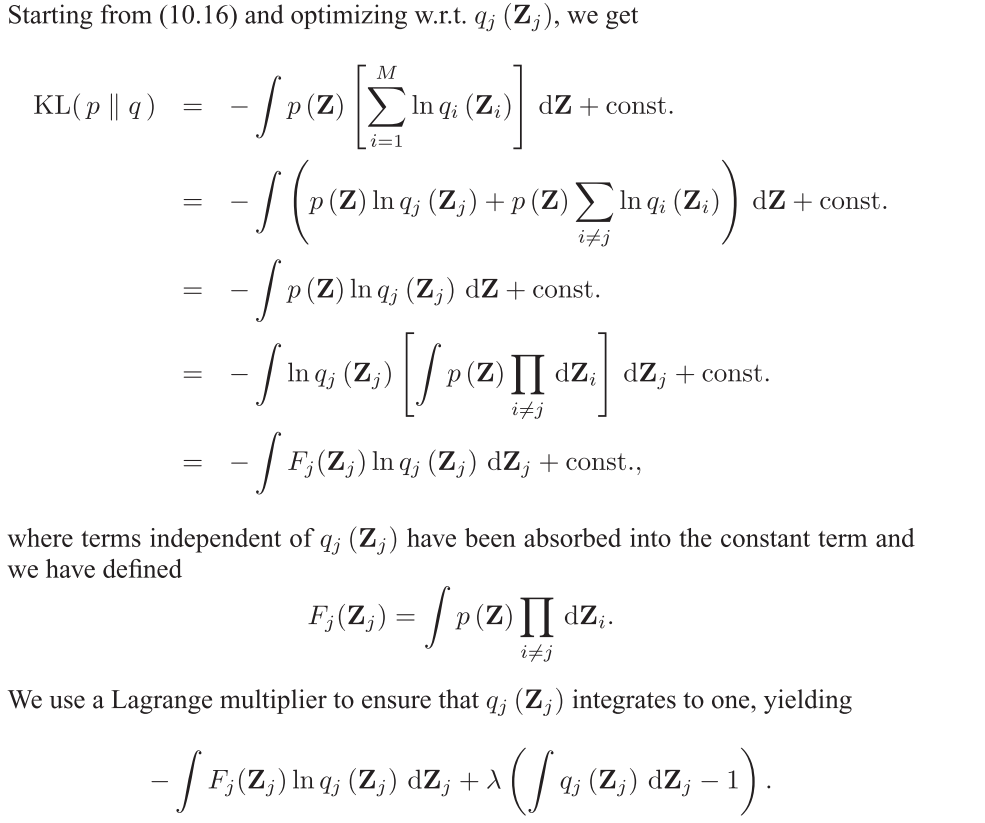 Starting from (10.16) and optimizing w.r.t. $q_j(\mathbf{Z}_j)$, we get
$\mathrm{KL}(p \,\|\, q) = -\int p(\mathbf{Z}) \left[\sum_{i=1}^{M} \ln q_i(\mathbf{Z}_i)\right] \mathrm{d}\mathbf{Z} + \text{const.}$
$= -\int \left(p(\mathbf{Z}) \ln q_j(\mathbf{Z}_j) + p(\mathbf{Z}) \sum_{i \neq j} \ln q_i(\mathbf{Z}_i)\right) \mathrm{d}\mathbf{Z} + \text{const.}$
$= -\int p(\mathbf{Z}) \ln q_j(\mathbf{Z}_j) \,\mathrm{d}\mathbf{Z} + \text{const.}$
$= -\int \ln q_j(\mathbf{Z}_j) \left[\int p(\mathbf{Z}) \prod_{i \neq j} \mathrm{d}\mathbf{Z}_i\right] \mathrm{d}\mathbf{Z}_j + \text{const.}$
$= -\int F_j(\mathbf{Z}_j) \ln q_j(\mathbf{Z}_j) \,\mathrm{d}\mathbf{Z}_j + \text{const.},$
where terms independent of $q_j(\mathbf{Z}_j)$ have been absorbed into the constant term and
we have defined
$F_j(\mathbf{Z}_j) = \int p(\mathbf{Z}) \prod_{i \neq j} \mathrm{d}\mathbf{Z}_i.$
We use a Lagrange multiplier to ensure that $q_j(\mathbf{Z}_j)$ integrates to one, yielding
$-\int F_j(\mathbf{Z}_j) \ln q_j(\mathbf{Z}_j) \,\mathrm{d}\mathbf{Z}_j + \lambda \left(\int q_j(\mathbf{Z}_j) \,\mathrm{d}\mathbf{Z}_j - 1\right).$